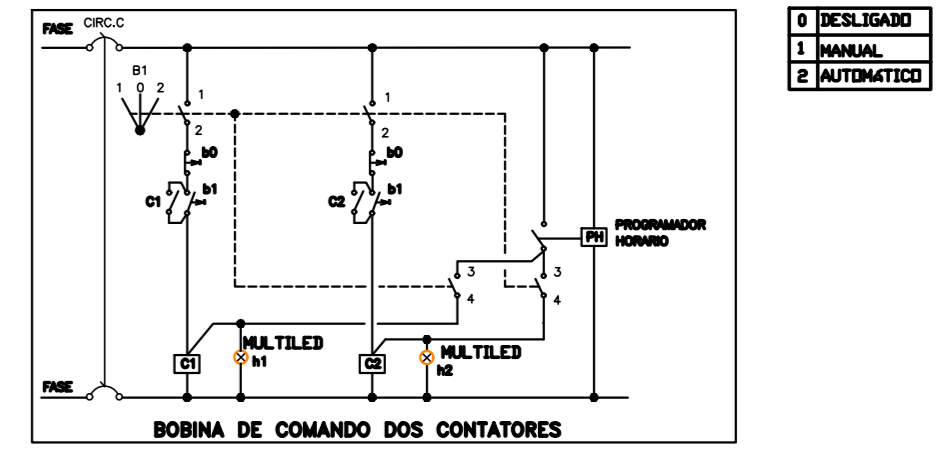 FASE CIRC.C
0 DESLIGADO
1 MANUAL
2 AUTOMÁTICO
B1
1 0 2
1
2
1
2
b0
b0
C1 b1
C2 b1
PROGRAMADOR
PH HORARIO
3
4
3
4
MULTILED
h1
MULTILED
h2
C1
C2
FASE
BOBINA DE COMANDO DOS CONTATORES